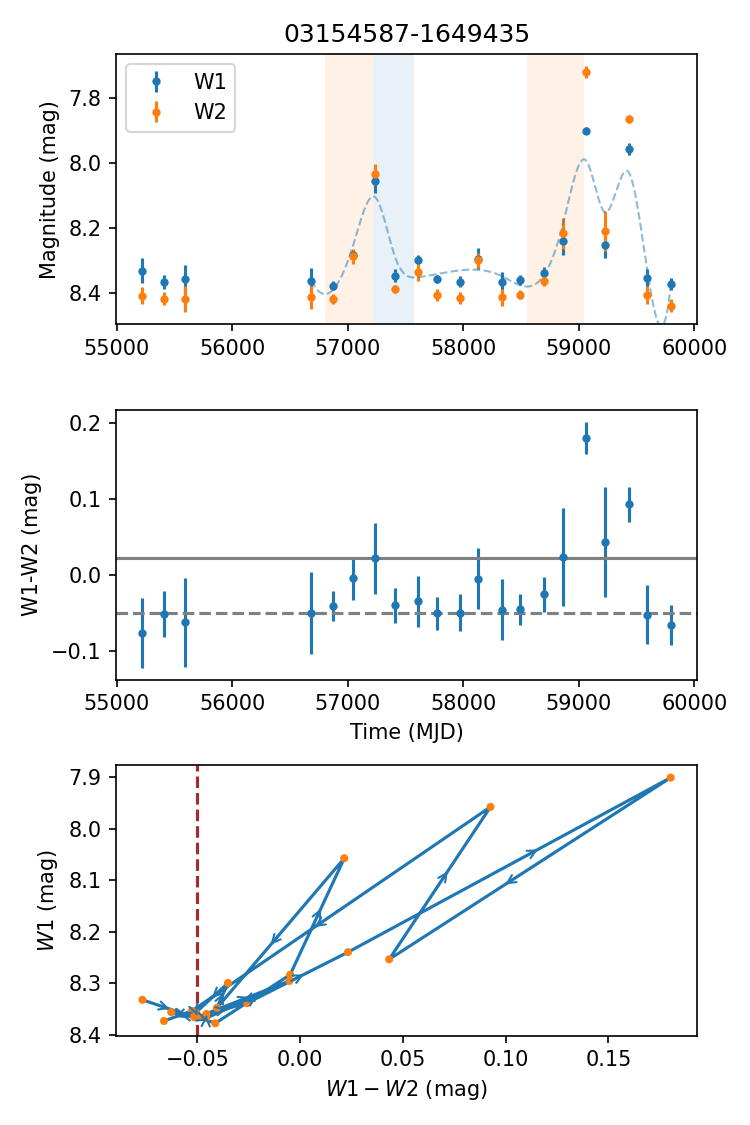 03154587-1649435
W1
W2
7.8
8.0
8.2
8.4
Magnitude (mag)
55000 56000 57000 58000 59000 60000
0.2
0.1
0.0
−0.1
W1-W2 (mag)
55000 56000 57000 58000 59000 60000
Time (MJD)
7.9
8.0
8.1
8.2
8.3
8.4
W1 (mag)
−0.05 0.00 0.05 0.10 0.15
W1 − W2 (mag)